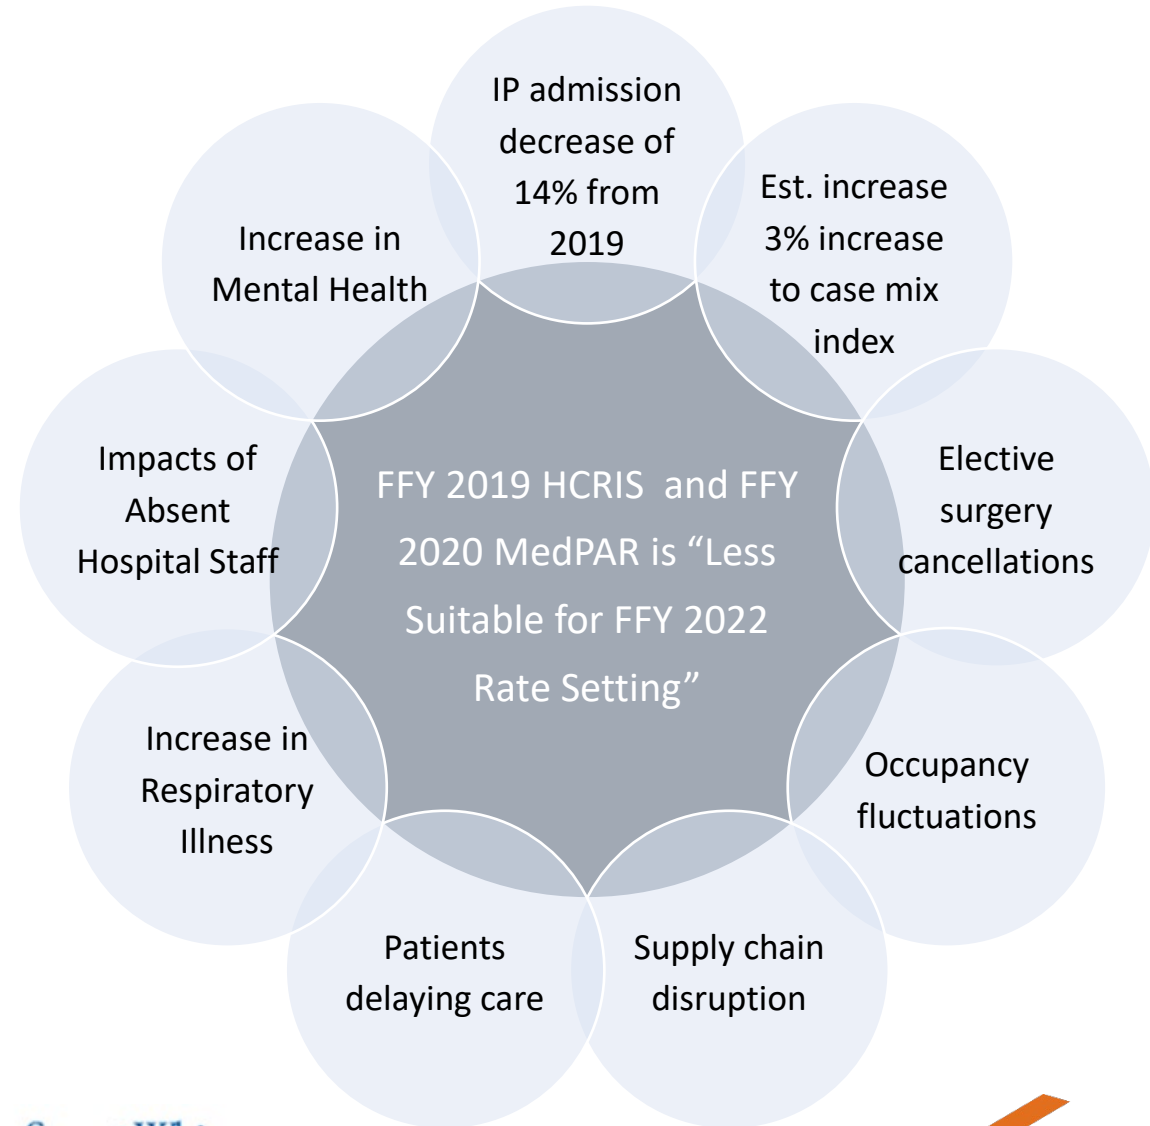 IP admission
decrease of
14% from
2019
Est. increase
3% increase
to case mix
index
Elective
surgery
cancellations
Occupancy
fluctuations
Supply chain
disruption
Patients
delaying care
Increase in
Respiratory
Illness
Impacts of
Absent
Hospital Staff
Increase in
Mental Health
FFY 2019 HCRIS and FFY
2020 MedPAR is “Less
Suitable for FFY 2022
Rate Setting”